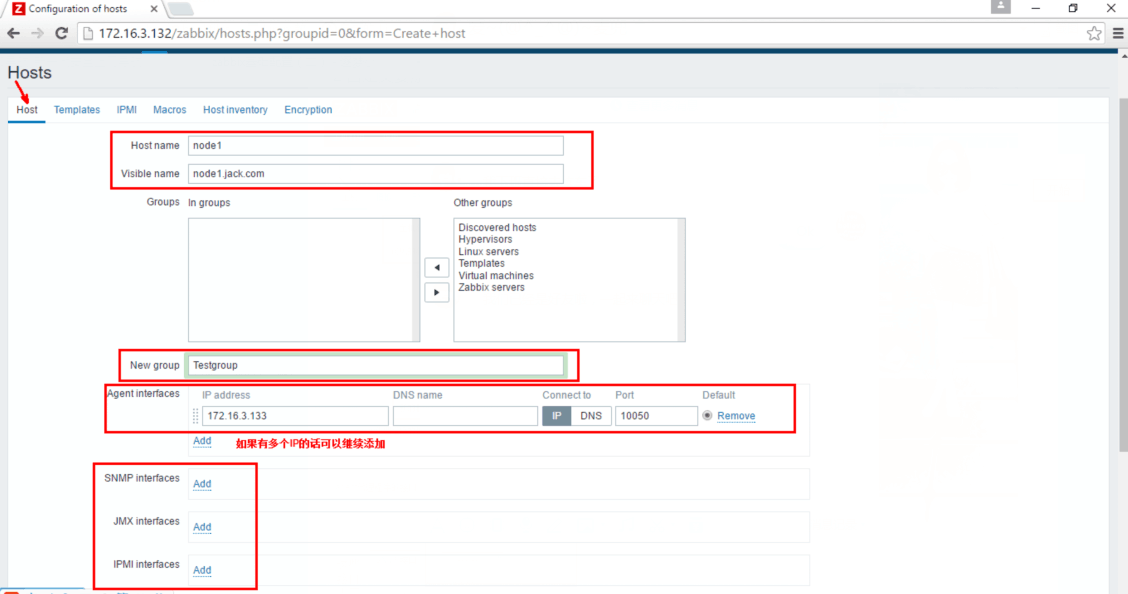 Z Configuration of hosts
172.16.3.132/zabbix/hosts.php?groupid=0&form=Create+host
Hosts
Host Templates IPMI Macros Host inventory Encryption
Host name node1
Visible name node1.jack.com
Groups In groups Other groups
Discovered hosts
Hypervisors
Linux servers
Templates
Virtual machines
Zabbix servers
New group Testgroup
Agent interfaces IP address DNS name Connect to Port Default
172.16.3.133 IP DNS 10050 Remove
Add 如果有多个IP的话可以继续添加
SNMP interfaces Add
JMX interfaces Add
IPMI interfaces Add